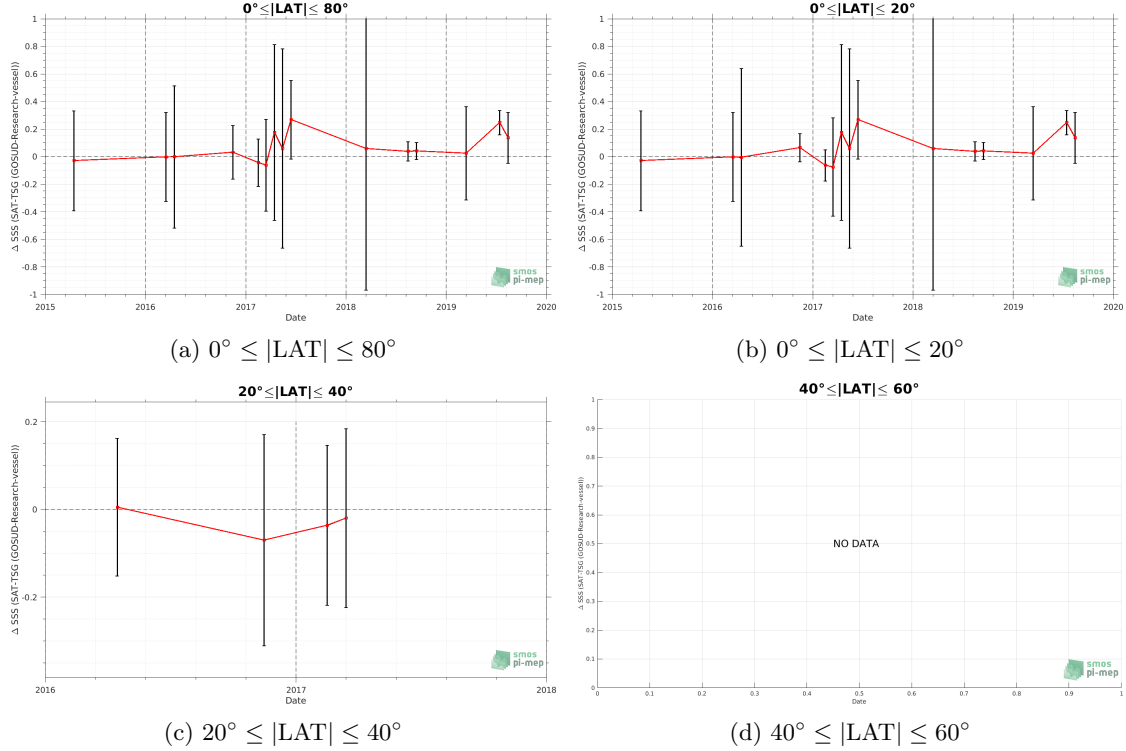 0°≤|LAT|≤ 80°
Δ SSS (SAT-TSG (GOSUD-Research-vessel))
1
0.8
0.6
0.4
0.2
0
-0.2
-0.4
-0.6
-0.8
-1
2015 2016 2017 2018 2019 2020
Date
smos
pi-mep
(a) 0° ≤ |LAT| ≤ 80°
0°≤|LAT|≤ 20°
Δ SSS (SAT-TSG (GOSUD-Research-vessel))
1
0.8
0.6
0.4
0.2
0
-0.2
-0.4
-0.6
-0.8
-1
2015 2016 2017 2018 2019 2020
Date
smos
pi-mep
(b) 0° ≤ |LAT| ≤ 20°
20°≤|LAT|≤ 40°
Δ SSS (SAT-TSG (GOSUD-Research-vessel))
0.2
0
-0.2
2016 2017 2018
Date
smos
pi-mep
(c) 20° ≤ |LAT| ≤ 40°
40°≤|LAT|≤ 60°
Δ SSS (SAT-TSG (GOSUD-Research-vessel))
1
0.9
0.8
0.7
0.6
0.5
0.4
0.3
0.2
0.1
0
NO DATA
0 0.1 0.2 0.3 0.4 0.5 0.6 0.7 0.8 0.9 1
Date
smos
pi-mep
(d) 40° ≤ |LAT| ≤ 60°